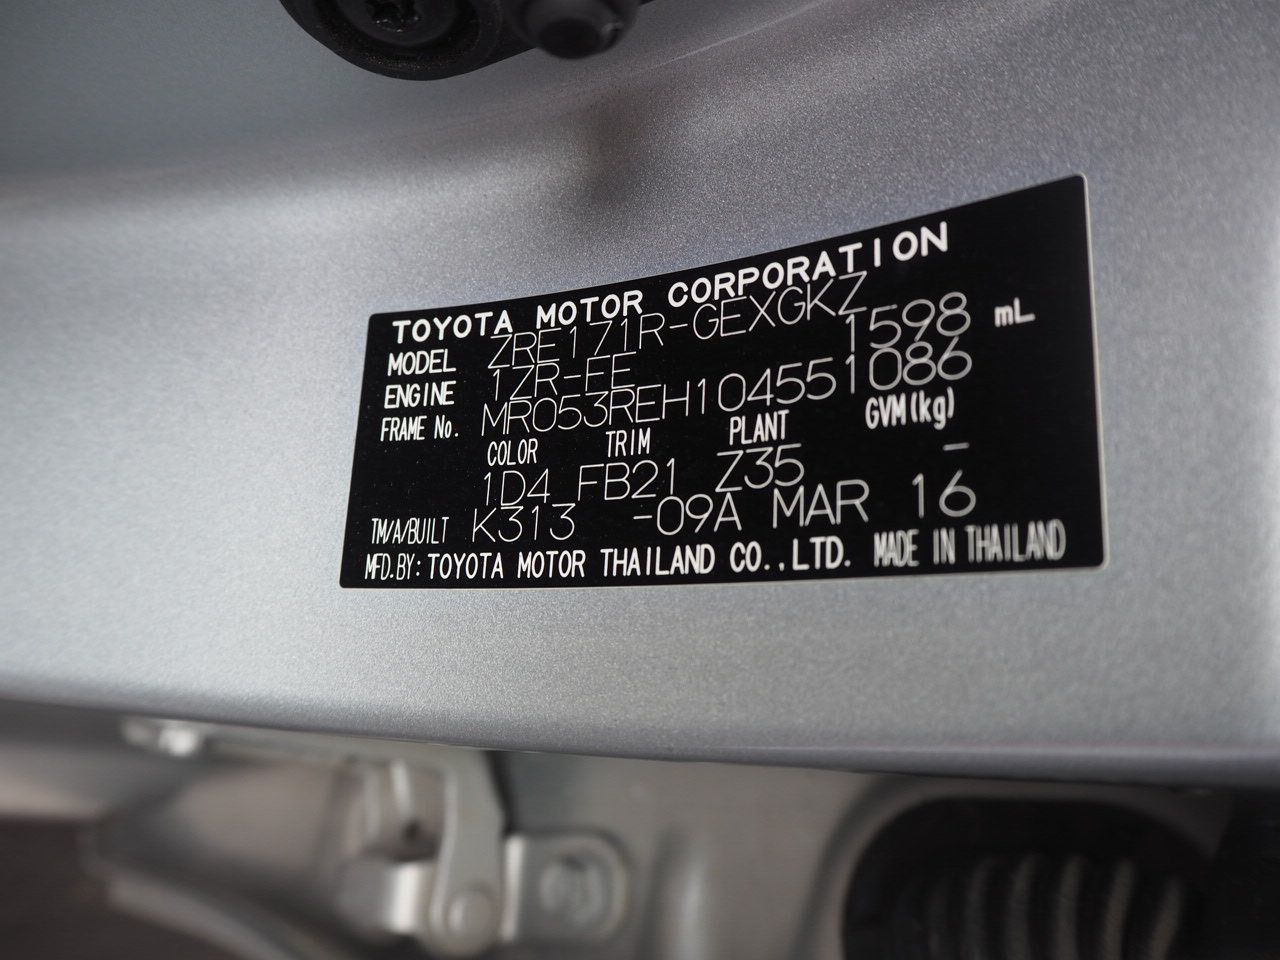 TOYOTA MOTOR CORPORATION
MODEL ZRE171R-GEXGKZ
ENGINE 1ZR-FE 1598 mL
FRAME No. MR053REH104551086
COLOR TRIM PLANT GVM(kg)
1D4 FB21 Z35 -
TM/A/BUILT K313 -09A MAR 16
MFD.BY: TOYOTA MOTOR THAILAND CO.,LTD. MADE IN THAILAND